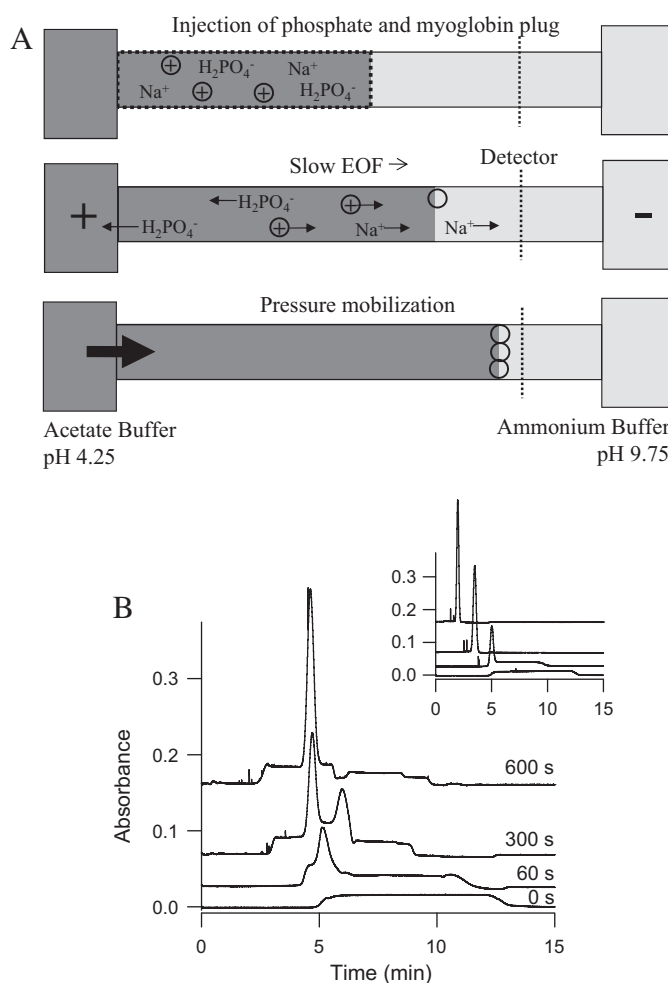 A
Injection of phosphate and myoglobin plug
+ H₂PO₄⁻ Na⁺
Na⁺ + + H₂PO₄⁻
Slow EOF → Detector
+ H₂PO₄⁻ + -
H₂PO₄⁻ + Na⁺ Na⁺
Pressure mobilization
Acetate Buffer
pH 4.25
Ammonium Buffer
pH 9.75
B
0.3
0.2
0.1
0.0
0 5 10 15
0.3
0.2
0.1
0.0
600 s
300 s
60 s
0 s
Absorbance
0 5 10 15
Time (min)